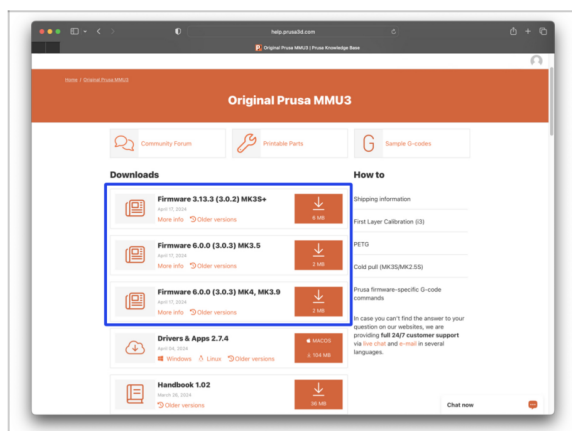 help.prusa3d.com
Original Prusa MMU3 | Prusa Knowledge Base
Home / Original Prusa MMU3
Original Prusa MMU3
Community Forum
Printable Parts
G
Sample G-codes
Downloads
Firmware 3.13.3 (3.0.2) MK3S+
April 17, 2024
More info Older versions
6 MB
Firmware 6.0.0 (3.0.3) MK3.5
April 17, 2024
More info Older versions
3 MB
Firmware 6.0.0 (3.0.3) MK4, MK3.9
April 17, 2024
More info Older versions
3 MB
Drivers & Apps 2.7.4
April 24, 2024
Windows Linux Older versions
MACOS
104 MB
Handbook 1.02
March 28, 2024
Older versions
36 MB
How to
Shipping information
First Layer Calibration (i3)
PETG
Cold pull (MK3S/MK2.5S)
Prusa firmware-specific G-code
commands
In case you can't find the answer to your
question on our websites, we are
providing full 24/7 customer support
via live chat and e-mail in several
languages.
Chat now